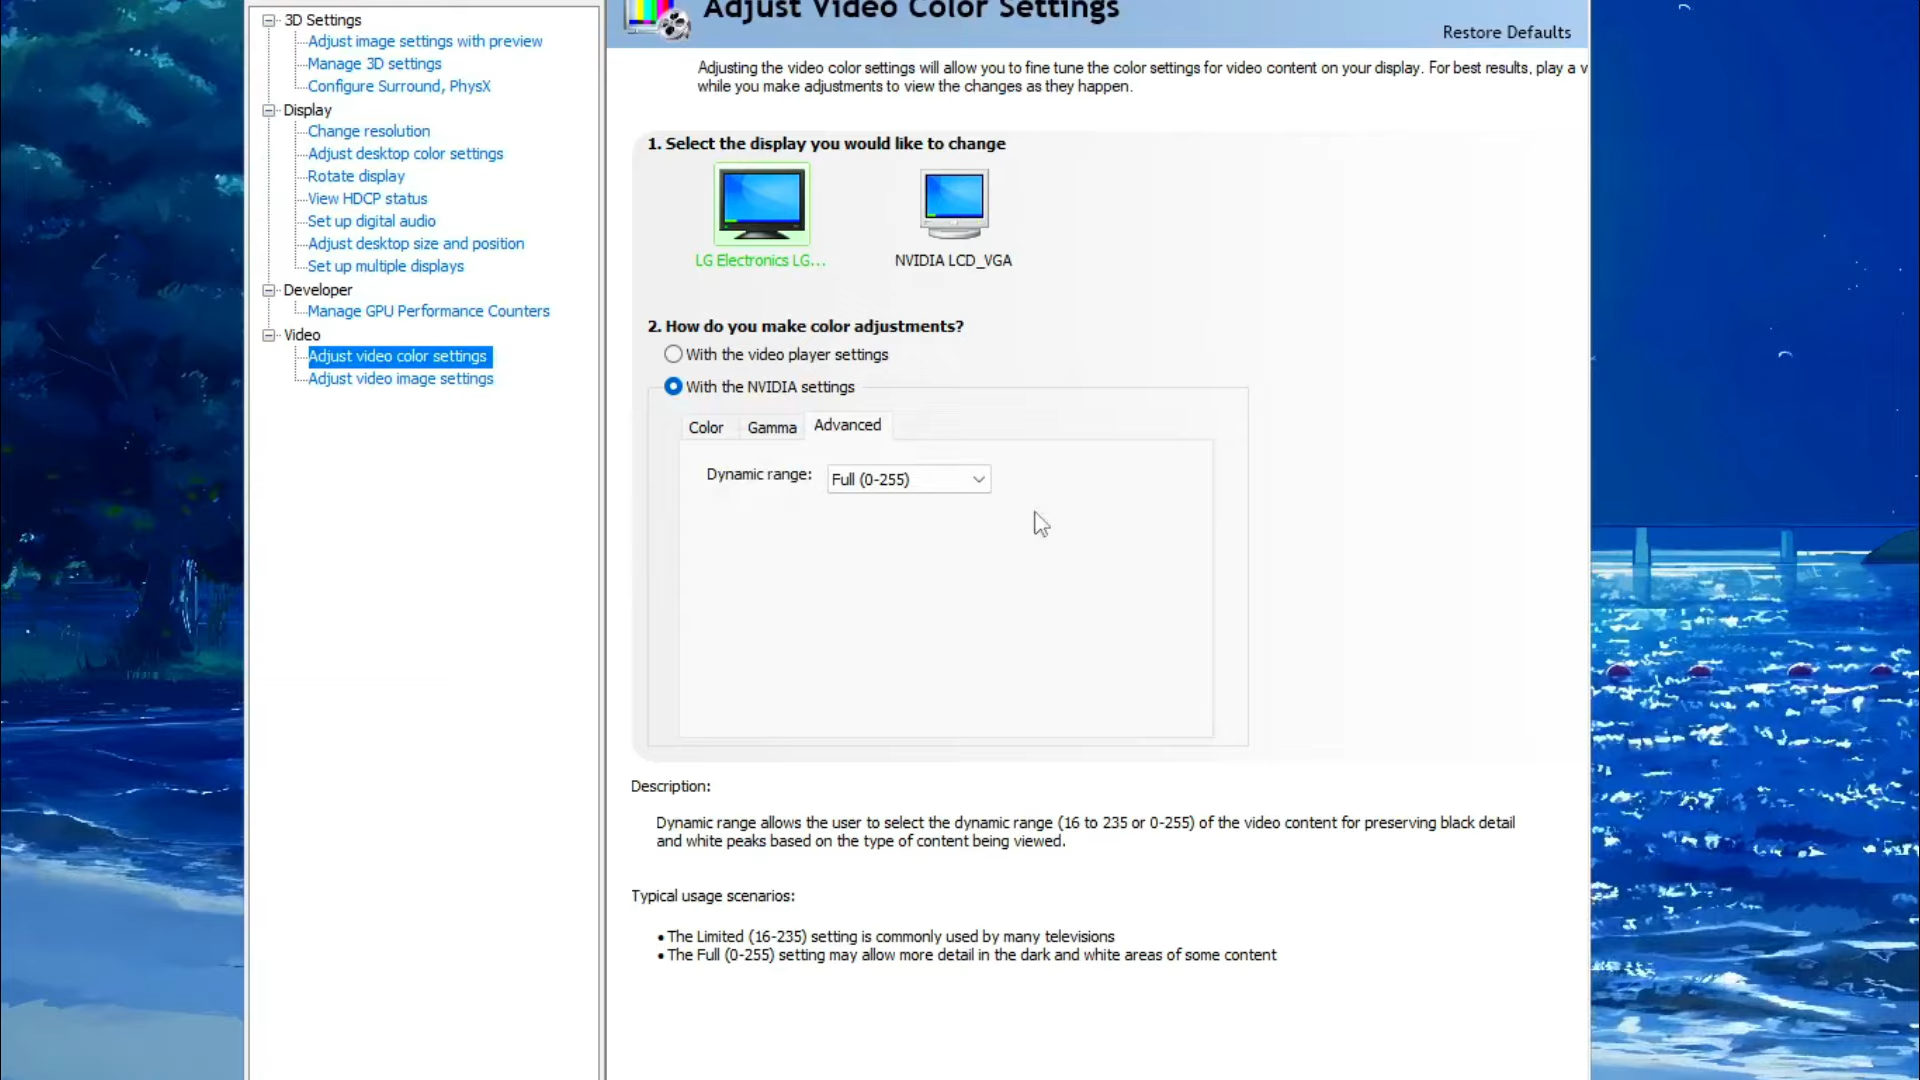 3D Settings
Adjust image settings with preview
Manage 3D settings
Configure Surround, PhysX
Display
Change resolution
Adjust desktop color settings
Rotate display
View HDCP status
Set up digital audio
Adjust desktop size and position
Set up multiple displays
Developer
Manage GPU Performance Counters
Video
Adjust video color settings
Adjust video image settings
Adjust Video Color Settings
Restore Defaults
Adjusting the video color settings will allow you to fine tune the color settings for video content on your display. For best results, play a v
while you make adjustments to view the changes as they happen.
1. Select the display you would like to change
LG Electronics LG...
NVIDIA LCD_VGA
2. How do you make color adjustments?
With the video player settings
With the NVIDIA settings
Color
Gamma
Advanced
Dynamic range:
Full (0-255)
Description:
Dynamic range allows the user to select the dynamic range (16 to 235 or 0-255) of the video content for preserving black detail
and white peaks based on the type of content being viewed.
Typical usage scenarios:
• The Limited (16-235) setting is commonly used by many televisions
• The Full (0-255) setting may allow more detail in the dark and white areas of some content